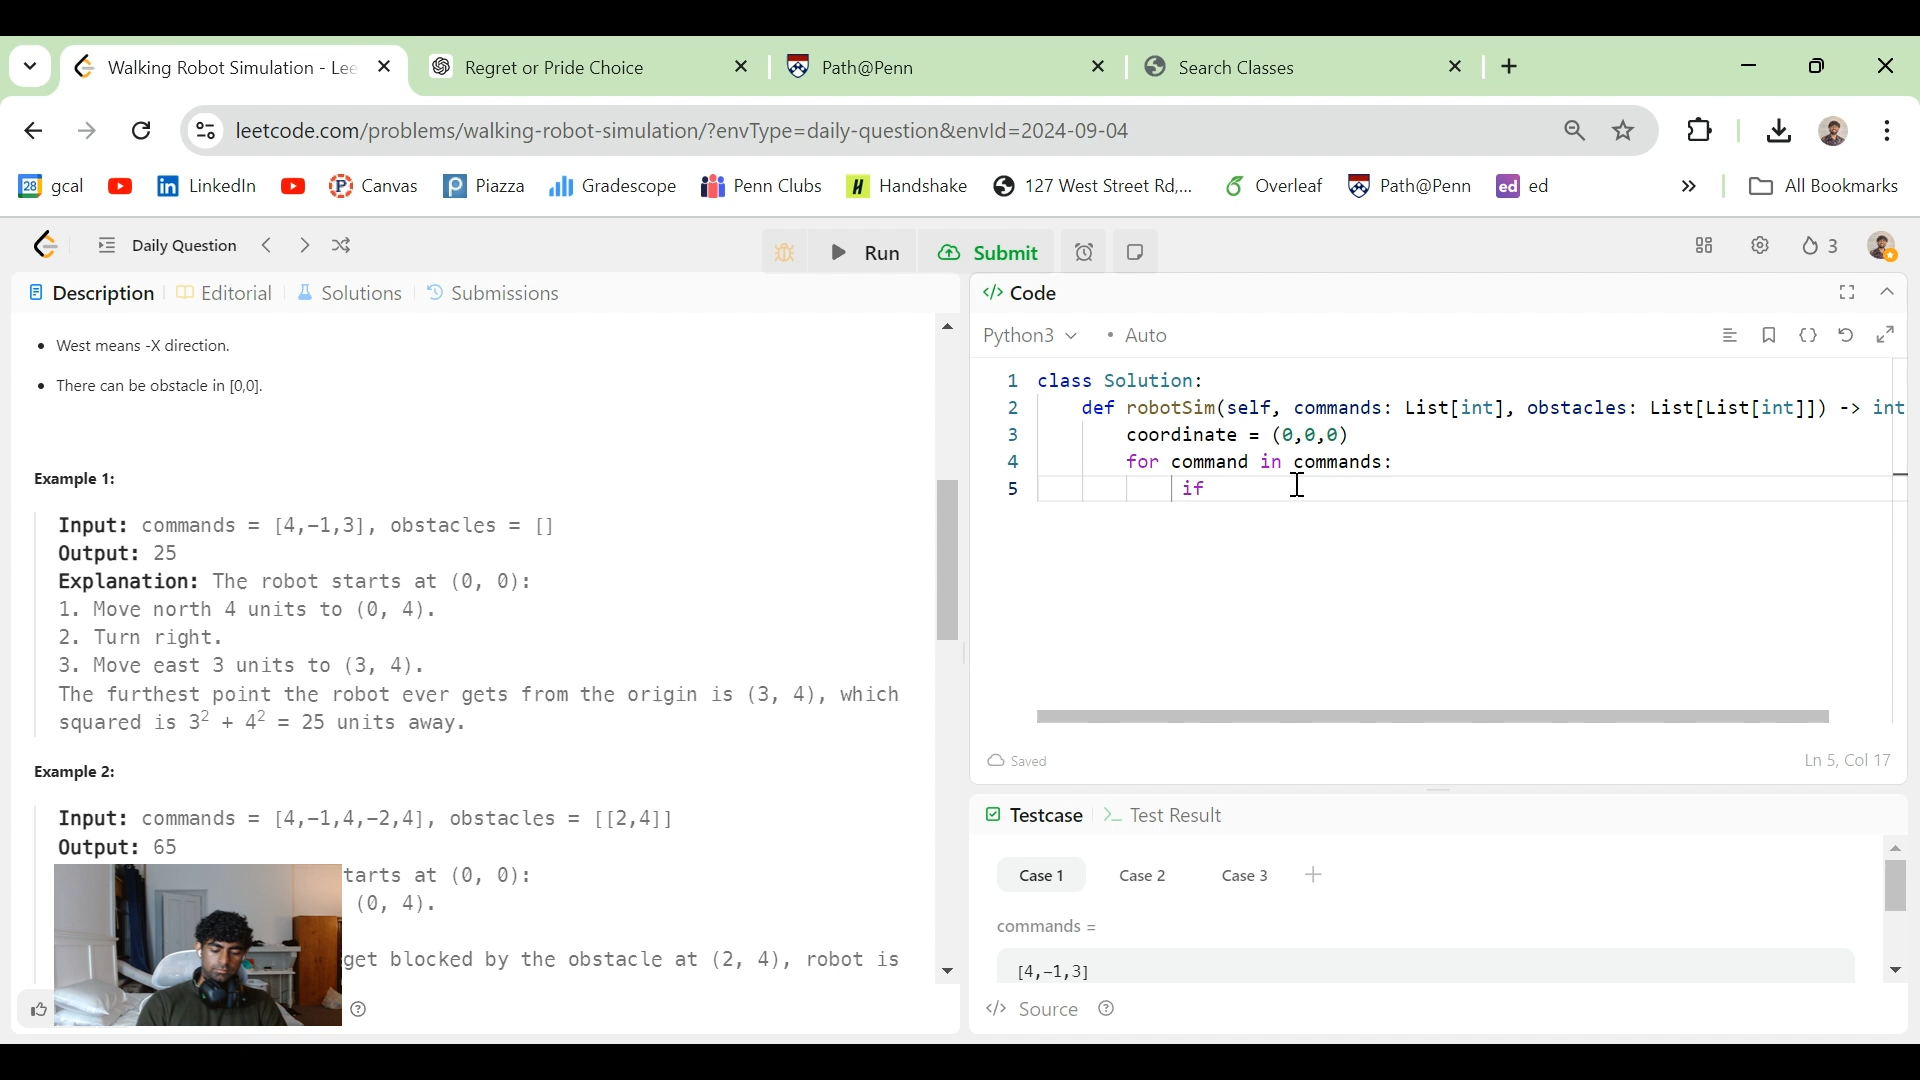 Walking Robot Simulation - Lee
Regret or Pride Choice
Path@Penn
Search Classes
leetcode.com/problems/walking-robot-simulation/?envType=daily-question&envId=2024-09-04
28 gcal
LinkedIn
Canvas
Piazza
Gradescope
Penn Clubs
Handshake
127 West Street Rd,...
Overleaf
Path@Penn
ed ed
All Bookmarks
Daily Question
Run
Submit
3
Description
Editorial
Solutions
Submissions
West means -X direction.
There can be obstacle in [0,0].
Example 1:
Input: commands = [4,-1,3], obstacles = []
Output: 25
Explanation: The robot starts at (0, 0):
1. Move north 4 units to (0, 4).
2. Turn right.
3. Move east 3 units to (3, 4).
The furthest point the robot ever gets from the origin is (3, 4), which
squared is 3² + 4² = 25 units away.
Example 2:
Input: commands = [4,-1,4,-2,4], obstacles = [[2,4]]
Output: 65
tarts at (0, 0):
(0, 4).
get blocked by the obstacle at (2, 4), robot is
</> Code
Python3
• Auto
1 class Solution:
2 def robotSim(self, commands: List[int], obstacles: List[List[int]]) -> int
3 coordinate = (0,0,0)
4 for command in commands:
5 if
Saved
Ln 5, Col 17
Testcase
Test Result
Case 1
Case 2
Case 3
commands =
[4,-1,3]
</> Source